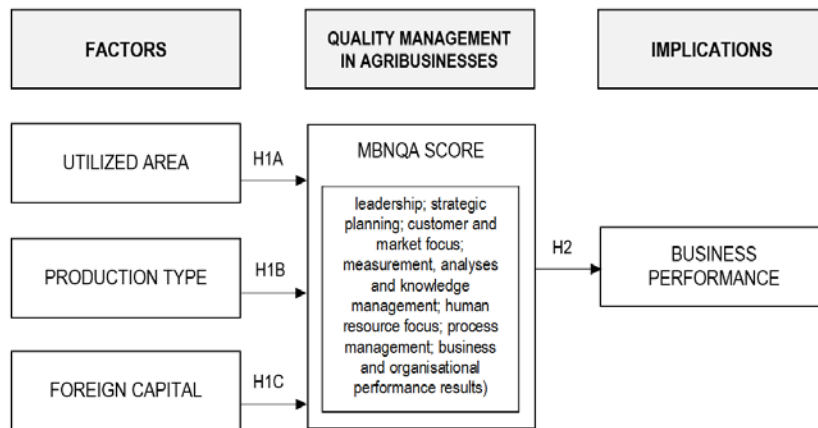 FACTORS
QUALITY MANAGEMENT
IN AGRIBUSINESSES
IMPLICATIONS
UTILIZED AREA
H1A
PRODUCTION TYPE
H1B
FOREIGN CAPITAL
H1C
MBNQA SCORE
leadership; strategic
planning; customer and
market focus;
measurement, analyses
and knowledge
management; human
resource focus; process
management; business
and organisational
performance results)
H2
BUSINESS
PERFORMANCE